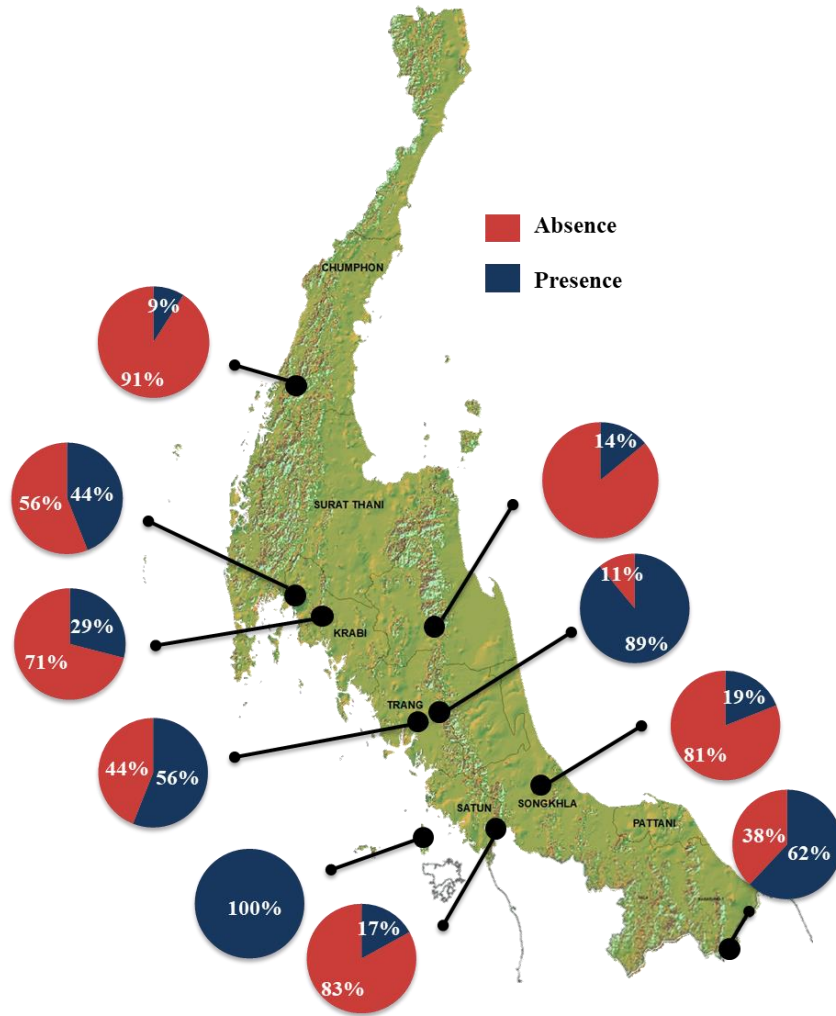 Absence
CHUMPHON
Presence
9%
91%
14%
56% 44%
SURAT THANI
11%
29%
KRABI
71%
89%
19%
TRANG
44% 56%
81%
SATUN
SONGKHLA
PATTANI
38% 62%
100%
17%
83%